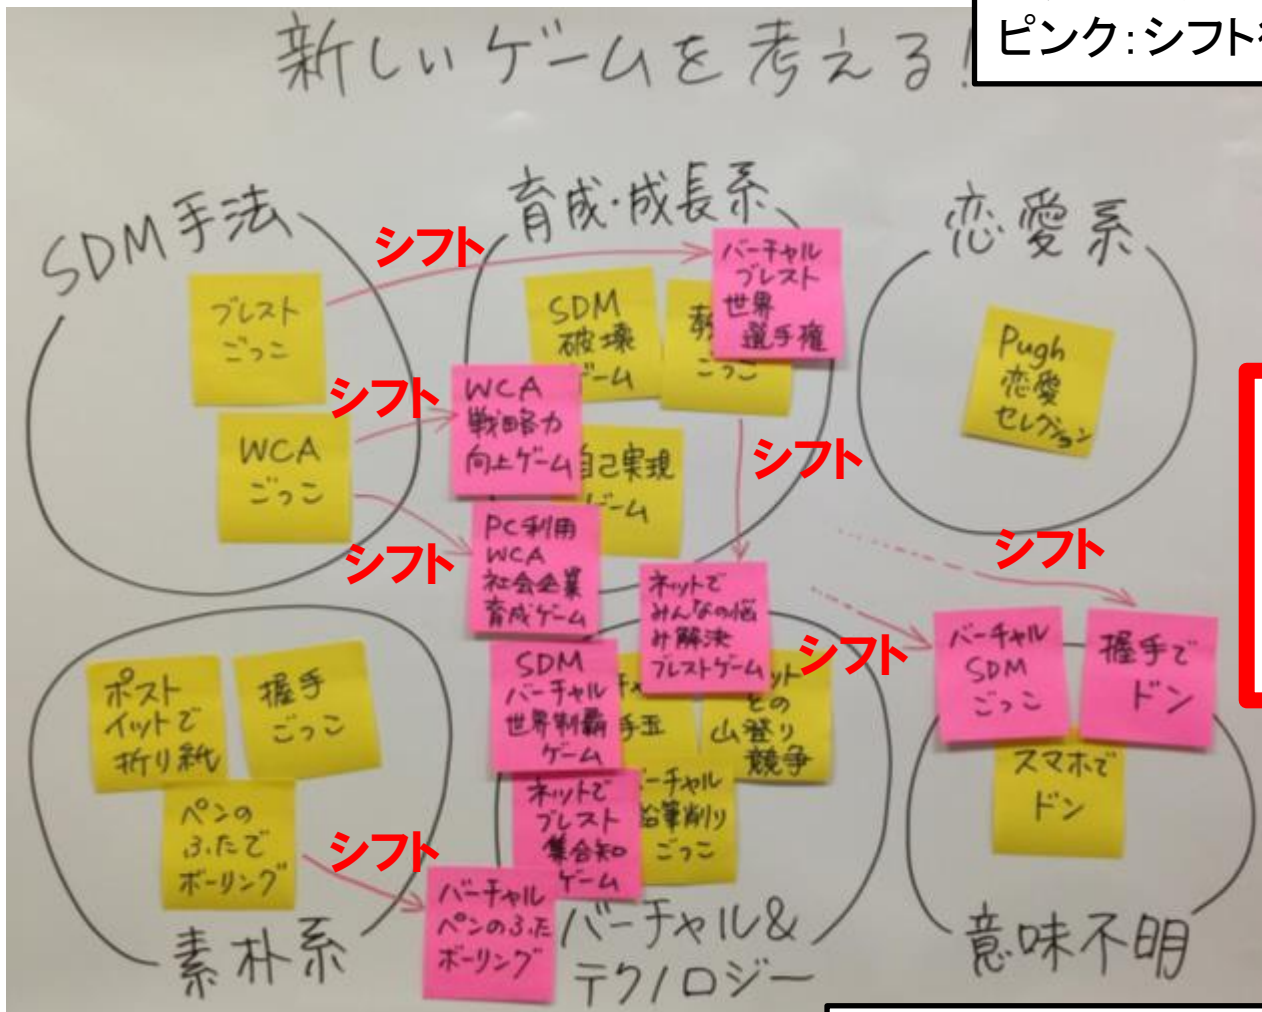 ピンク：シフト
新しいゲームを考える！
SDM手法
育成・成長系
恋愛系
シフト
ブレスト
ごっこ
SDM
破壊
ゲーム
ごっこ
バーチャル
ブレスト
世界
選手権
Pugh
恋愛
セレクション
シフト
WCA
戦略力
向上ゲーム
WCA
ごっこ
自己実現
ゲーム
シフト
シフト
PC利用
WCA
社会企業
育成ゲーム
ネットで
みんなの悩
み解決
ブレストゲーム
シフト
シフト
バーチャル
SDM
ごっこ
握手で
ドン
スマホで
ドン
ポスト
イットで
折り紙
握手
ごっこ
ペンの
ふたで
ボーリング
SDM
バーチャル
世界制覇
ゲーム
手玉
との
山登り
競争
ネットで
ブレスト
集合知
ゲーム
バーチャル
鉛筆削り
ごっこ
シフト
バーチャル
ペンのふた
ボーリング
素朴系
バーチャル&
テクノロジー
意味不明